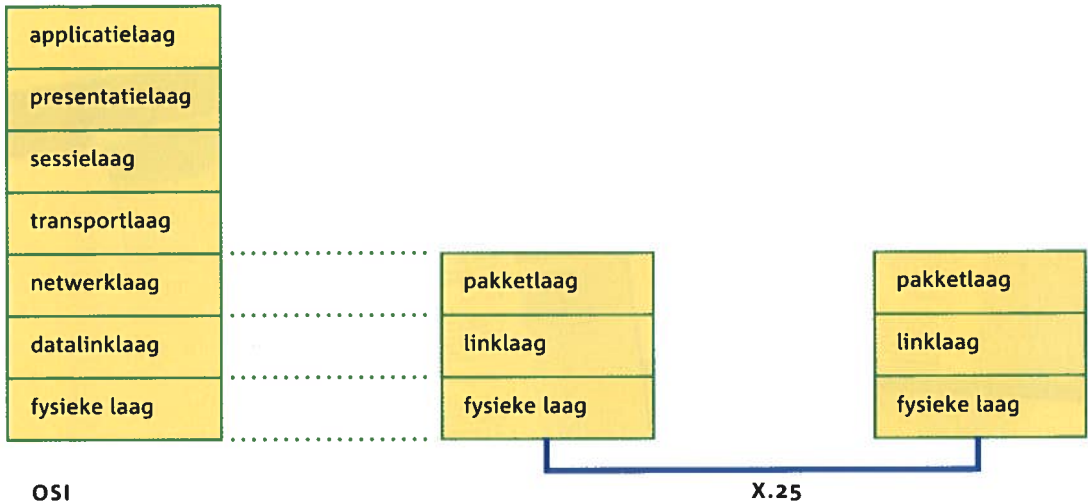 applicatielaag
presentatielaag
sessielaag
transportlaag
netwerklaag
datalinklaag
fysieke laag
OSI
pakketlaag
linklaag
fysieke laag
pakketlaag
linklaag
fysieke laag
X.25